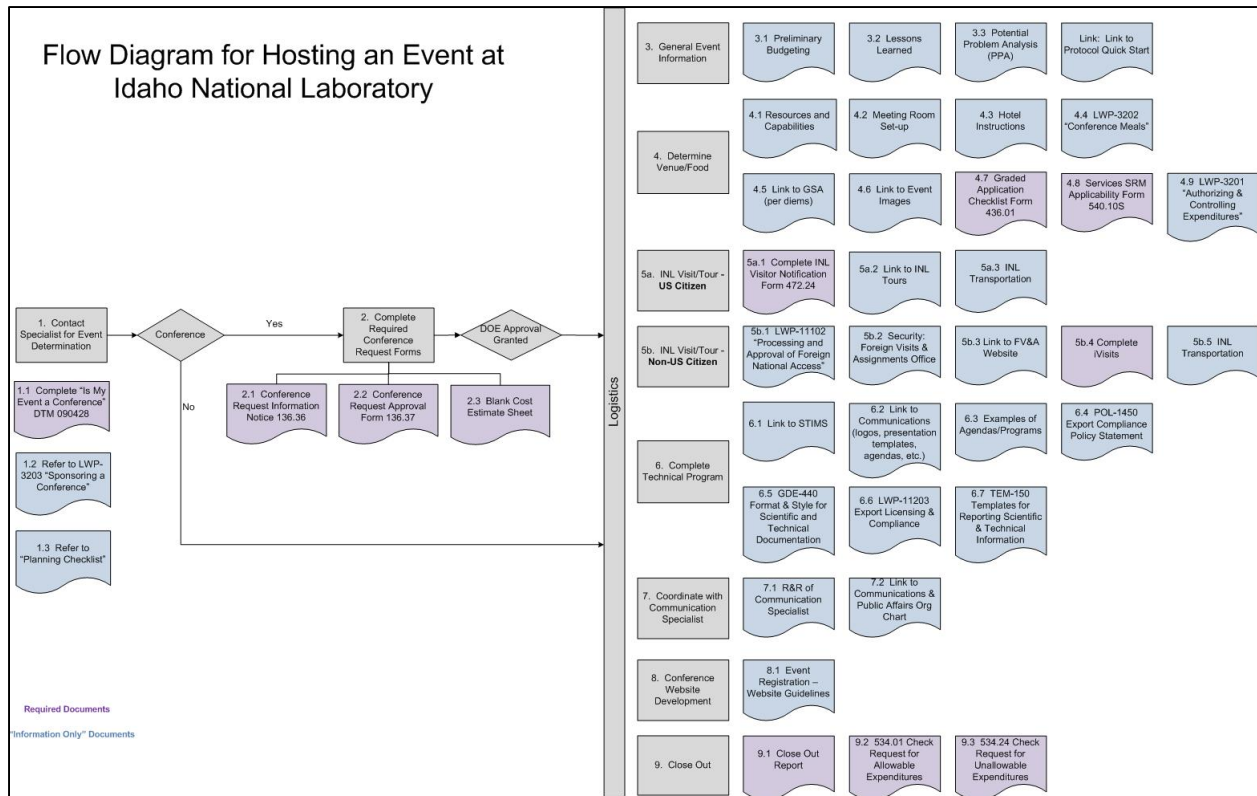 Flow Diagram for Hosting an Event at
Idaho National Laboratory
1. Contact
Specialist for Event
Determination
Conference
Yes
No
2. Complete
Required
Conference
Request Forms
DOE Approval
Granted
1.1 Complete “Is My
Event a Conference”
DTM 090428
1.2 Refer to LWP-
3203 “Sponsoring a
Conference”
1.3 Refer to
“Planning Checklist”
2.1 Conference
Request Information
Notice 136.36
2.2 Conference
Request Approval
Form 136.37
2.3 Blank Cost
Estimate Sheet
Required Documents
“Information Only” Documents
Logistics
3. General Event
Information
3.1 Preliminary
Budgeting
3.2 Lessons
Learned
3.3 Potential
Problem Analysis
(PPA)
Link: Link to
Protocol Quick Start
4. Determine
Venue/Food
4.1 Resources and
Capabilities
4.2 Meeting Room
Set-up
4.3 Hotel
Instructions
4.4 LWP-3202
“Conference Meals”
4.5 Link to GSA
(per diems)
4.6 Link to Event
Images
4.7 Graded
Application
Checklist Form
436.01
4.8 Services SRM
Applicability Form
540.10S
4.9 LWP-3201
“Authorizing &
Controlling
Expenditures”
5a. INL Visit/Tour -
US Citizen
5a.1 Complete INL
Visitor Notification
Form 472.24
5a.2 Link to INL
Tours
5a.3 INL
Transportation
5b. INL Visit/Tour -
Non-US Citizen
5b.1 LWP-11102
“Processing and
Approval of Foreign
National Access”
5b.2 Security:
Foreign Visits &
Assignments Office
5b.3 Link to FV&A
Website
5b.4 Complete
iVisits
5b.5 INL
Transportation
6. Complete
Technical Program
6.1 Link to STIMS
6.2 Link to
Communications
(logos, presentation
templates,
agendas, etc.)
6.3 Examples of
Agendas/Programs
6.4 POL-1450
Export Compliance
Policy Statement
6.5 GDE-440
Format & Style for
Scientific and
Technical
Documentation
6.6 LWP-11203
Export Licensing &
Compliance
6.7 TEM-150
Templates for
Reporting Scientific
& Technical
Information
7. Coordinate with
Communication
Specialist
7.1 R&R of
Communication
Specialist
7.2 Link to
Communications &
Public Affairs Org
Chart
8. Conference
Website
Development
8.1 Event
Registration –
Website Guidelines
9. Close Out
9.1 Close Out
Report
9.2 534.01 Check
Request for
Allowable
Expenditures
9.3 534.24 Check
Request for
Unallowable
Expenditures